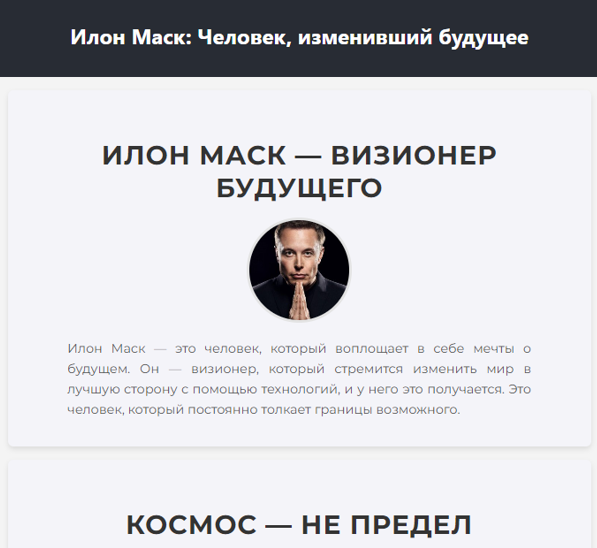 Илон Маск: Человек, изменивший будущее
ИЛОН МАСК — ВИЗИОНЕР
БУДУЩЕГО
Илон Маск — это человек, который воплощает в себе мечты о
будущем. Он — визионер, который стремится изменить мир в
лучшую сторону с помощью технологий, и у него это получается. Это
человек, который постоянно толкает границы возможного.
КОСМОС — НЕ ПРЕДЕЛ